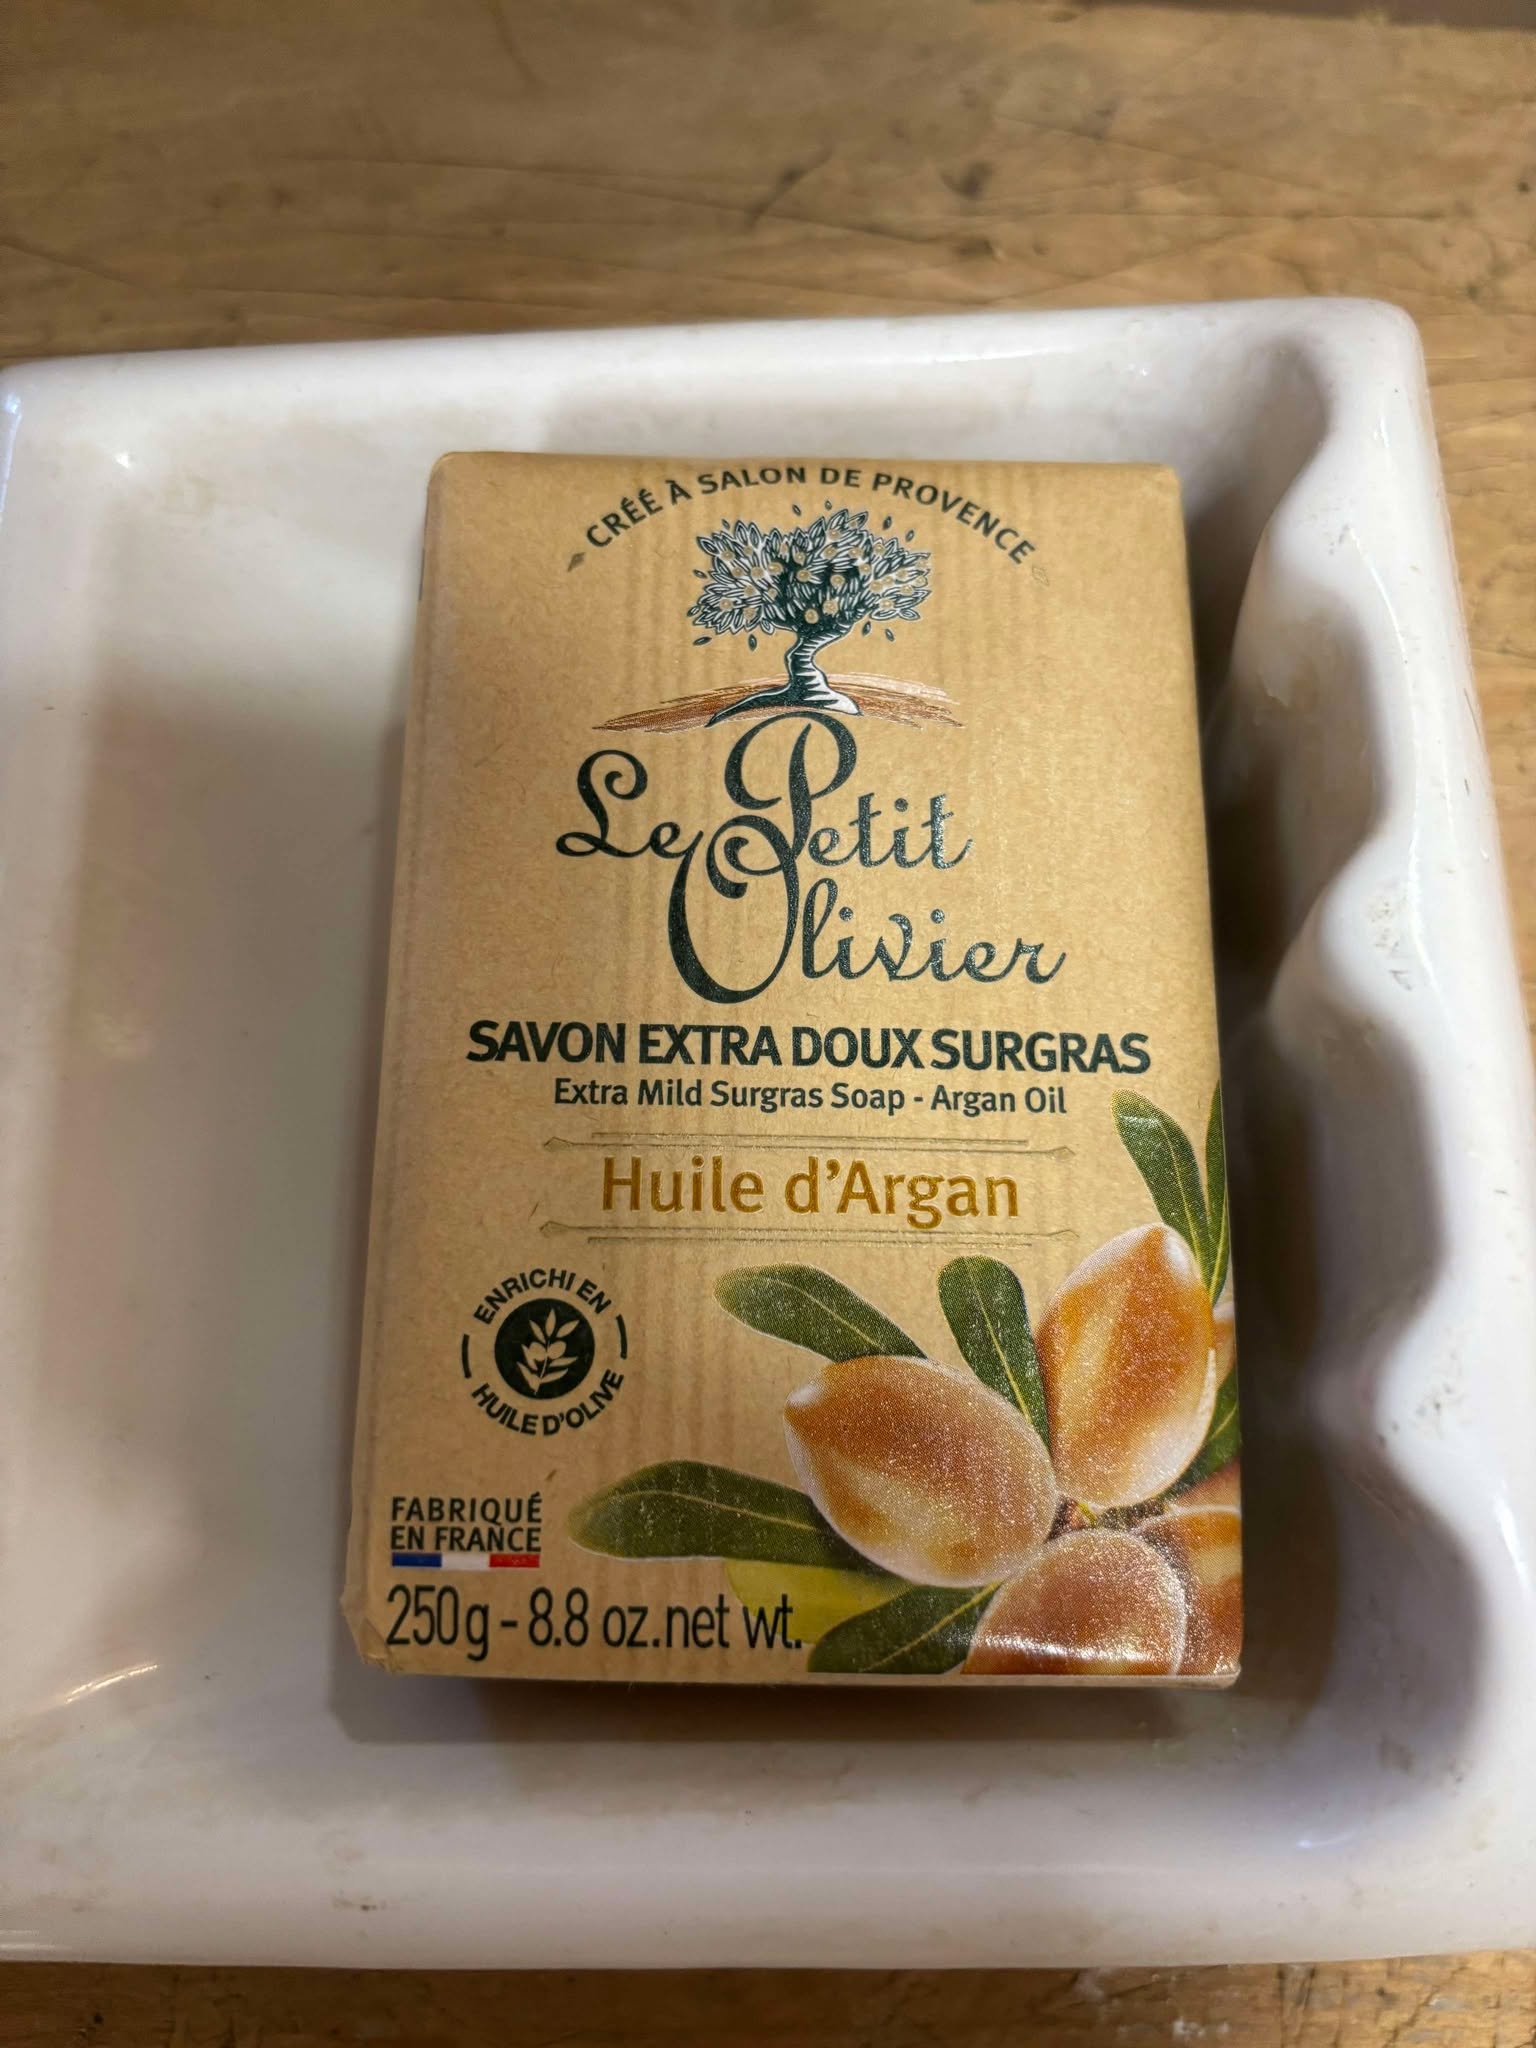 CRÉÉ À SALON DE PROVENCE
Le Petit
Olivier
SAVON EXTRA DOUX SURGRAS
Extra Mild Surgras Soap - Argan Oil
Huile d'Argan
ENRICHI EN
HUILE D'OLIVE
FABRIQUÉ
EN FRANCE
250g - 8.8 oz. net wt.